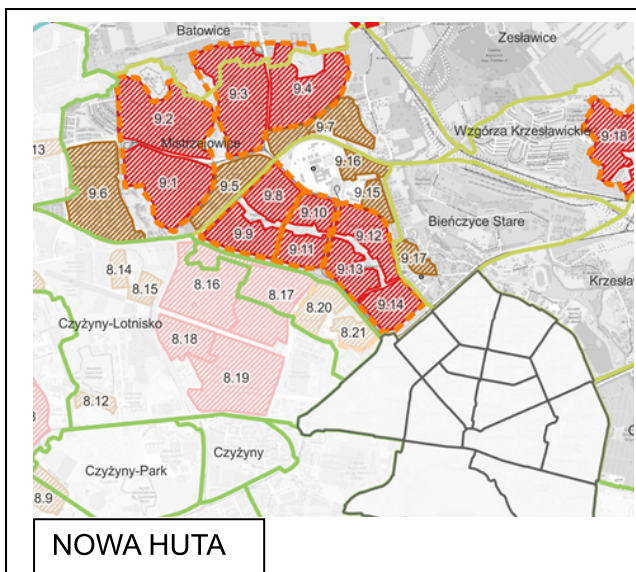 Batowice
Zesławice
9.3
9.4
9.2
9.7
9.18
Wzgórza Krzesławickie
Mistrzejowice
13
9.16
9.1
9.5
9.6
9.8
9.15
9.10
Bieńczyce Stare
9.9
9.12
9.11
9.17
8.14
9.13
8.16
8.15
8.17
9.14
8.20
Krzesł
Czyżyny-Lotnisko
8.21
8.18
8.19
8.12
Czyżyny
Czyżyny-Park
8.9
NOWA HUTA